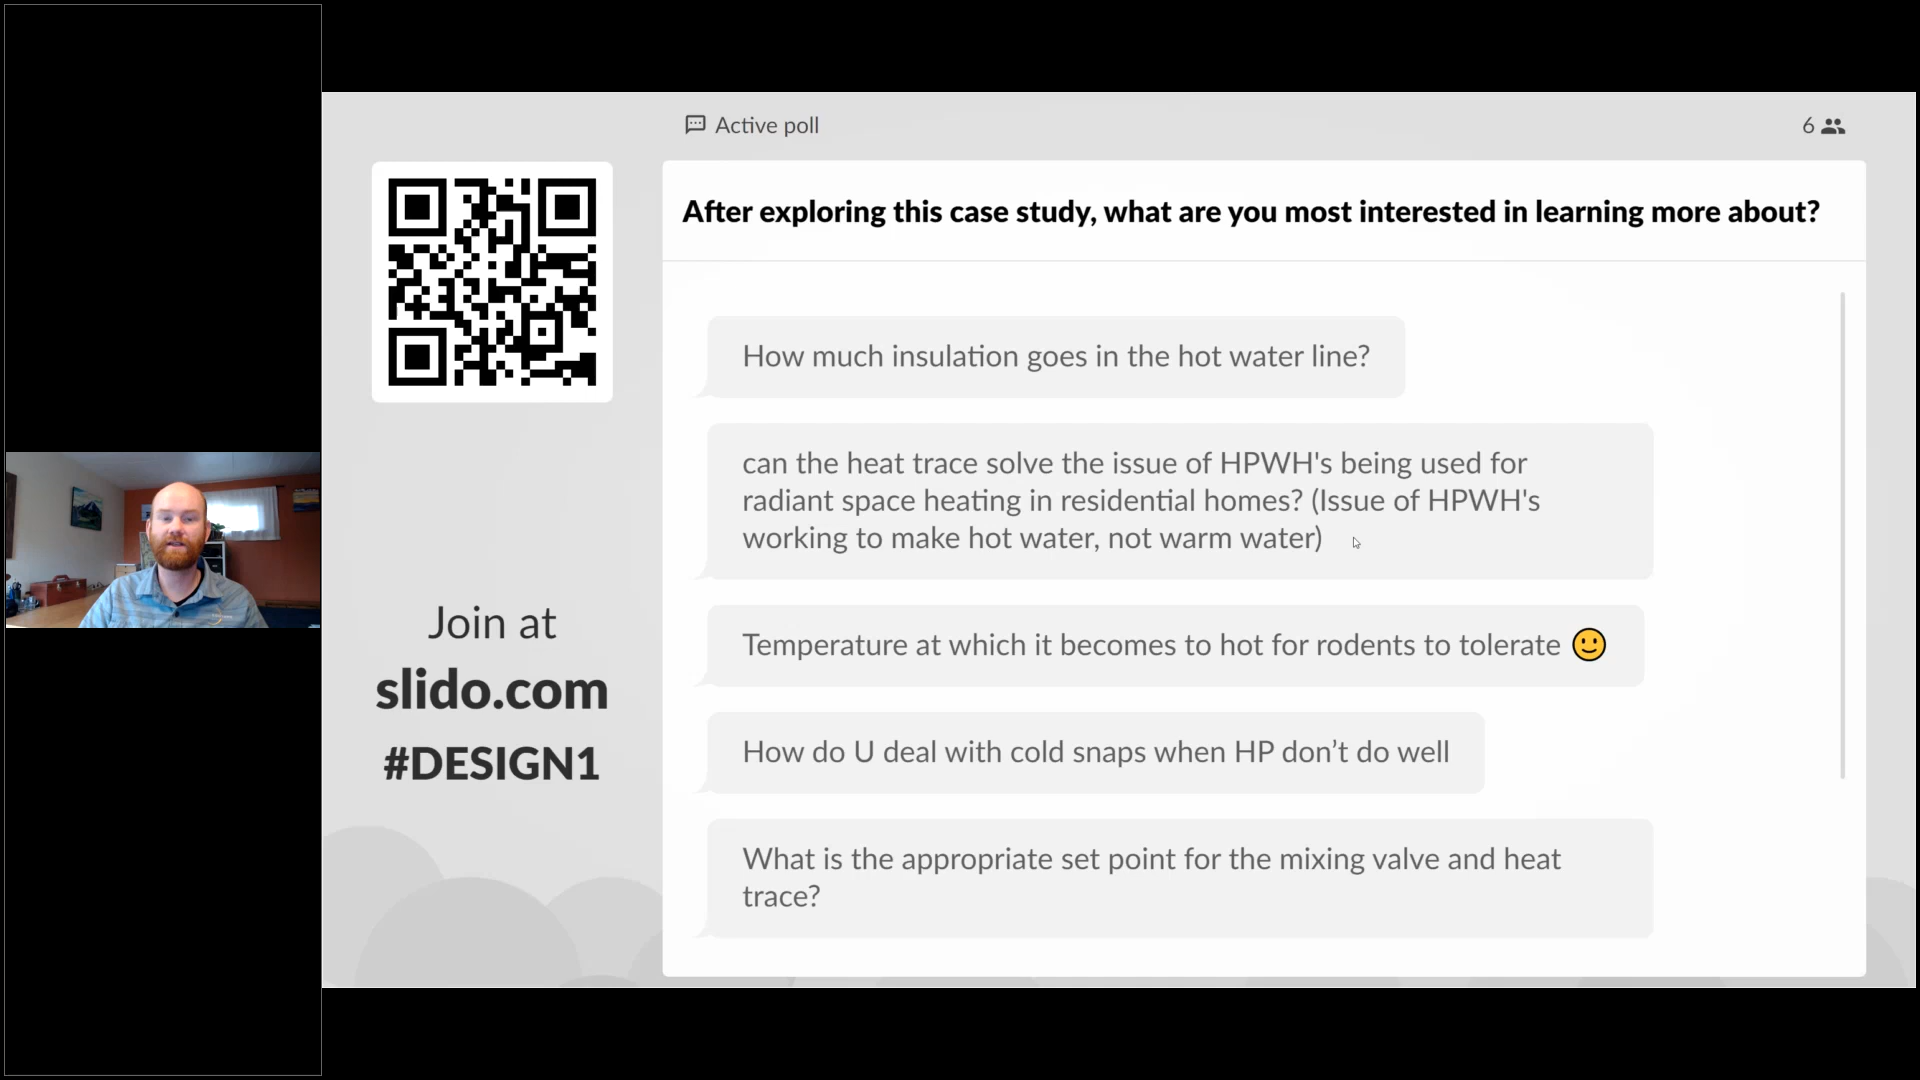 Active poll
6
After exploring this case study, what are you most interested in learning more about?
How much insulation goes in the hot water line?
can the heat trace solve the issue of HPWH's being used for
radiant space heating in residential homes? (Issue of HPWH's
working to make hot water, not warm water)
Temperature at which it becomes to hot for rodents to tolerate 🙂
How do U deal with cold snaps when HP don’t do well
What is the appropriate set point for the mixing valve and heat
trace?
Join at
slido.com
#DESIGN1